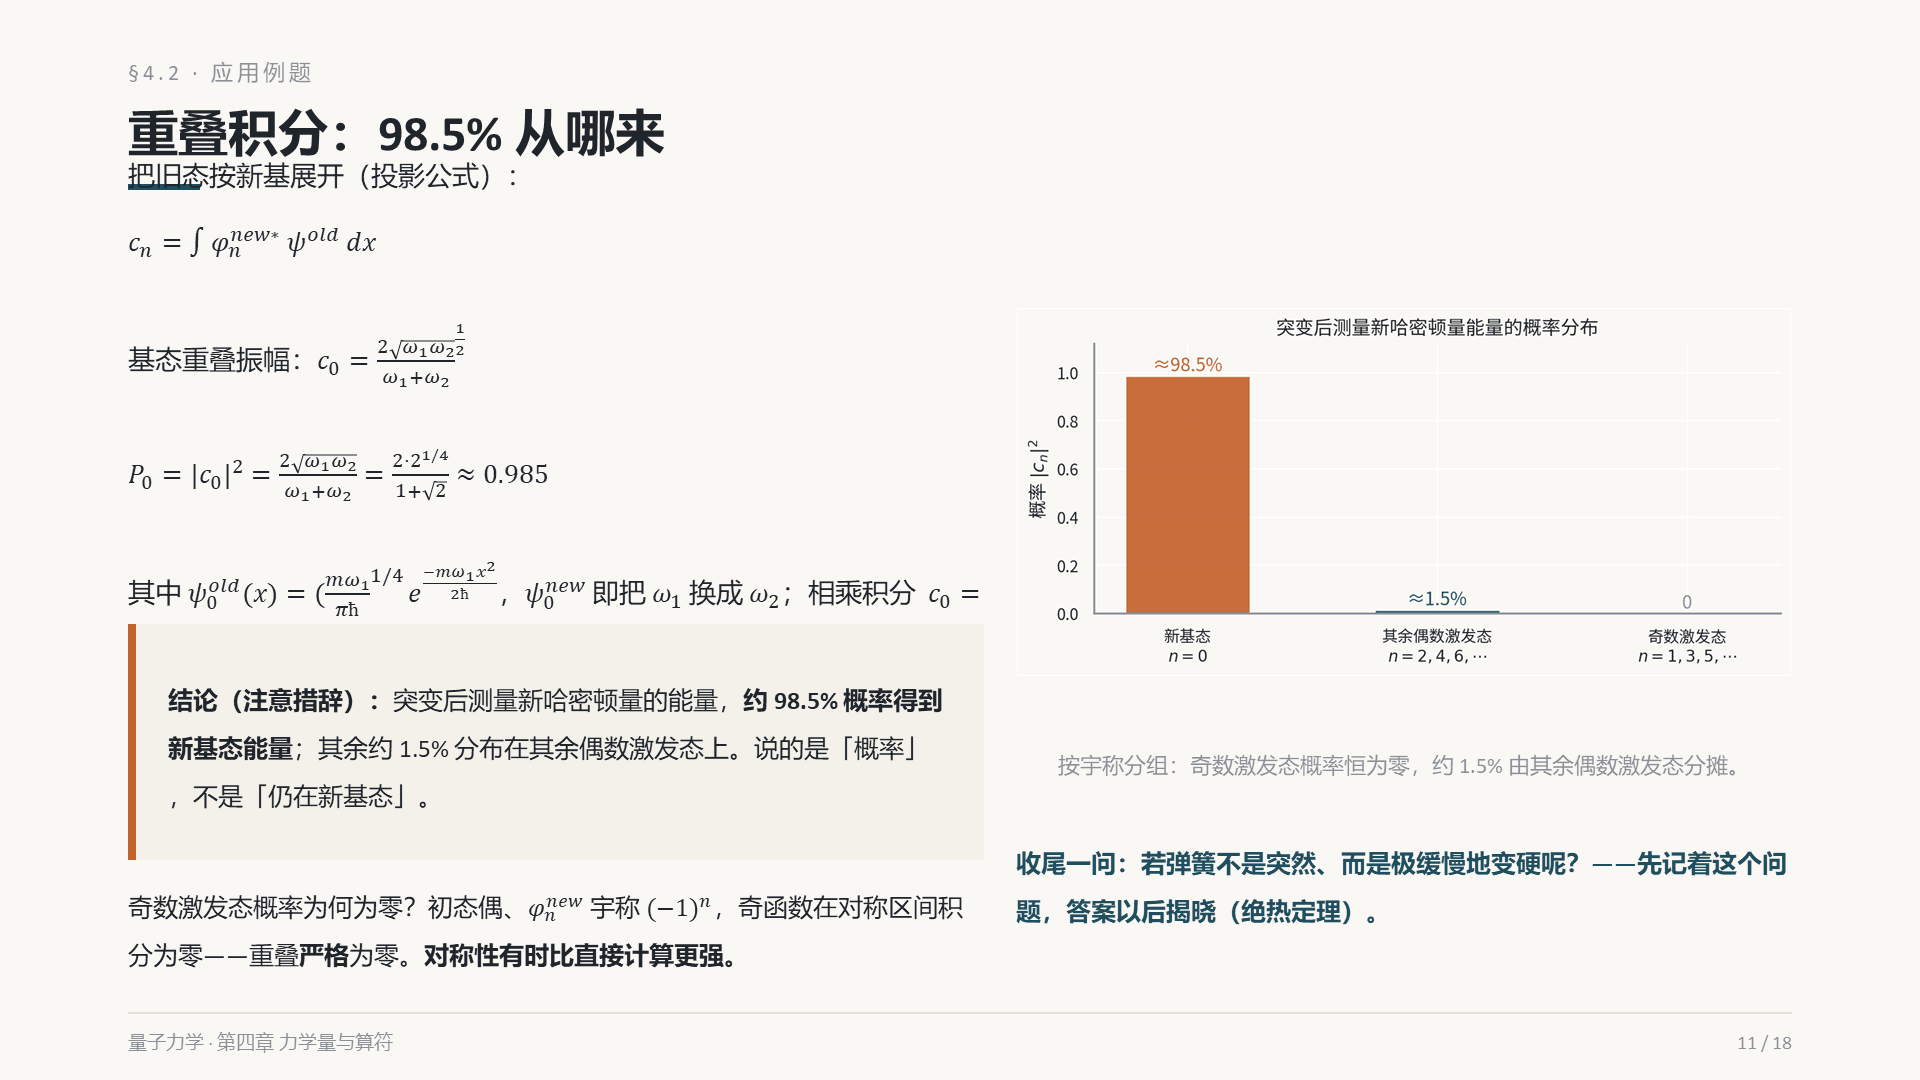 §4.2 · 应用例题
重叠积分：98.5% 从哪来
把旧态按新基展开（投影公式）：
cₙ = ∫ φₙ^{new*} ψ^{old} dx
基态重叠振幅：c₀ = \frac{2\sqrt{ω₁ω₂}}{ω₁+ω₂}^{\frac{1}{2}}
P₀ = |c₀|² = \frac{2\sqrt{ω₁ω₂}}{ω₁+ω₂} = \frac{2·2^{1/4}}{1+\sqrt{2}} ≈ 0.985
其中 ψ₀^{old}(x) = (\frac{mω₁}{πħ}^{1/4} e^{\frac{-mω₁x²}{2ħ}}，ψ₀^{new} 即把 ω₁ 换成 ω₂；相乘积分 c₀ =
结论（注意措辞）：突变后测量新哈密顿量的能量，约 98.5% 概率得到
新基态能量；其余约 1.5% 分布在其余偶数激发态上。说的是「概率」
，不是「仍在新基态」。
奇数激发态概率为何为零？初态偶、φₙ^{new} 宇称 (−1)ⁿ，奇函数在对称区间积
分为零——重叠严格为零。对称性有时比直接计算更强。
突变后测量新哈密顿量能量的概率分布
概率 |cₙ|²
1.0
0.8
0.6
0.4
0.2
0.0
≈98.5%
≈1.5%
0
新基态
n = 0
其余偶数激发态
n = 2, 4, 6, ⋯
奇数激发态
n = 1, 3, 5, ⋯
按宇称分组：奇数激发态概率恒为零，约 1.5% 由其余偶数激发态分摊。
收尾一问：若弹簧不是突然、而是极缓慢地变硬呢？——先记着这个问
题，答案以后揭晓（绝热定理）。
量子力学 · 第四章 力学量与算符
11 / 18